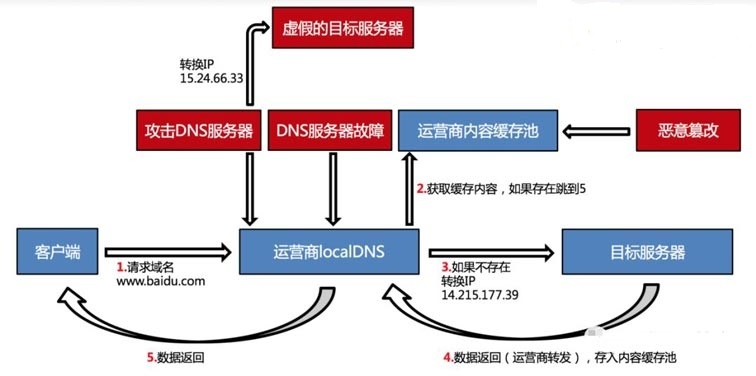 虚假的目标服务器
转换IP
15.24.66.33
攻击DNS服务器
DNS服务器故障
运营商内容缓存池
恶意篡改
2.获取缓存内容，如果存在跳到5
客户端
运营商localDNS
目标服务器
1.请求域名
www.baidu.com
3.如果不存在
转换IP
14.215.177.39
5.数据返回
4.数据返回（运营商转发），存入内容缓存池